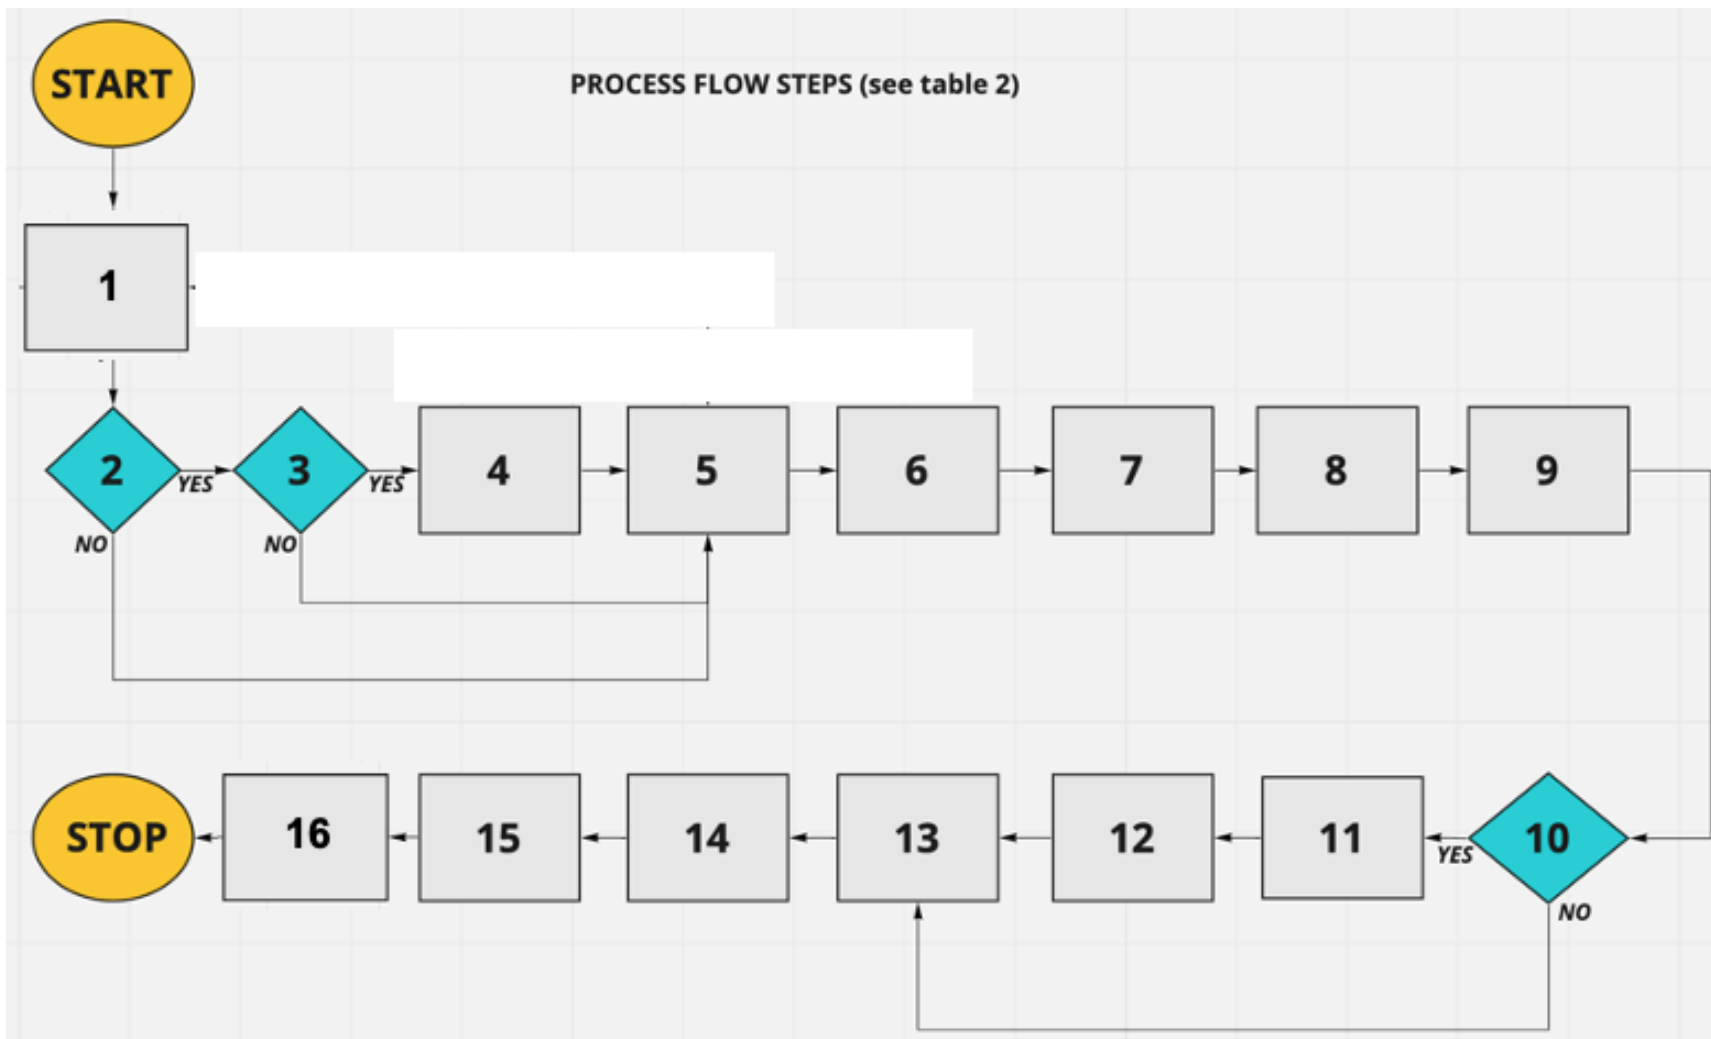 START
PROCESS FLOW STEPS (see table 2)
1
2
YES
3
YES
4
5
6
7
8
9
NO
NO
STOP
16
15
14
13
12
11
YES
10
NO